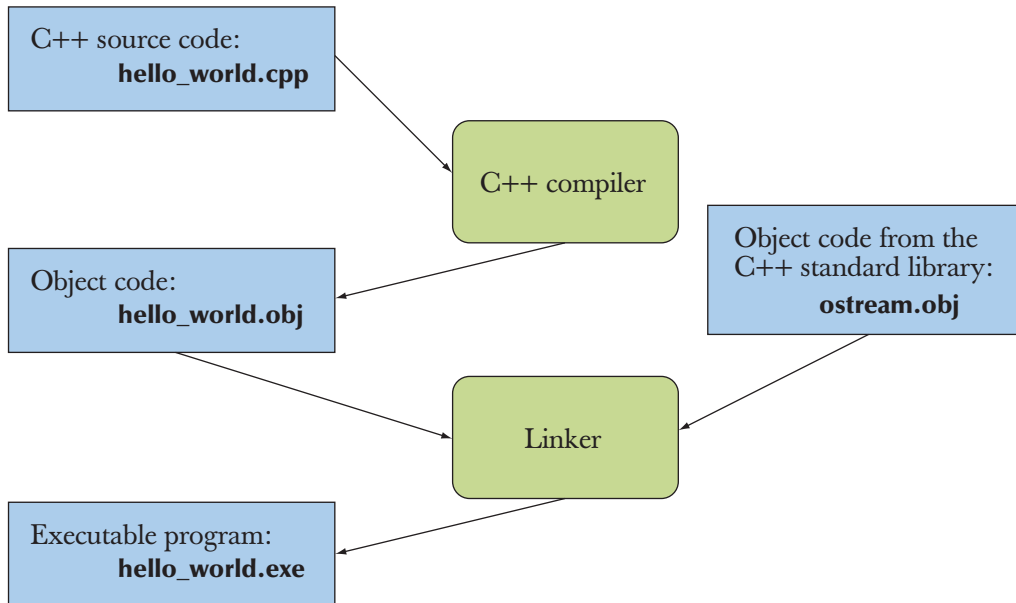 C++ source code:
hello_world.cpp
C++ compiler
Object code from the
C++ standard library:
ostream.obj
Object code:
hello_world.obj
Linker
Executable program:
hello_world.exe